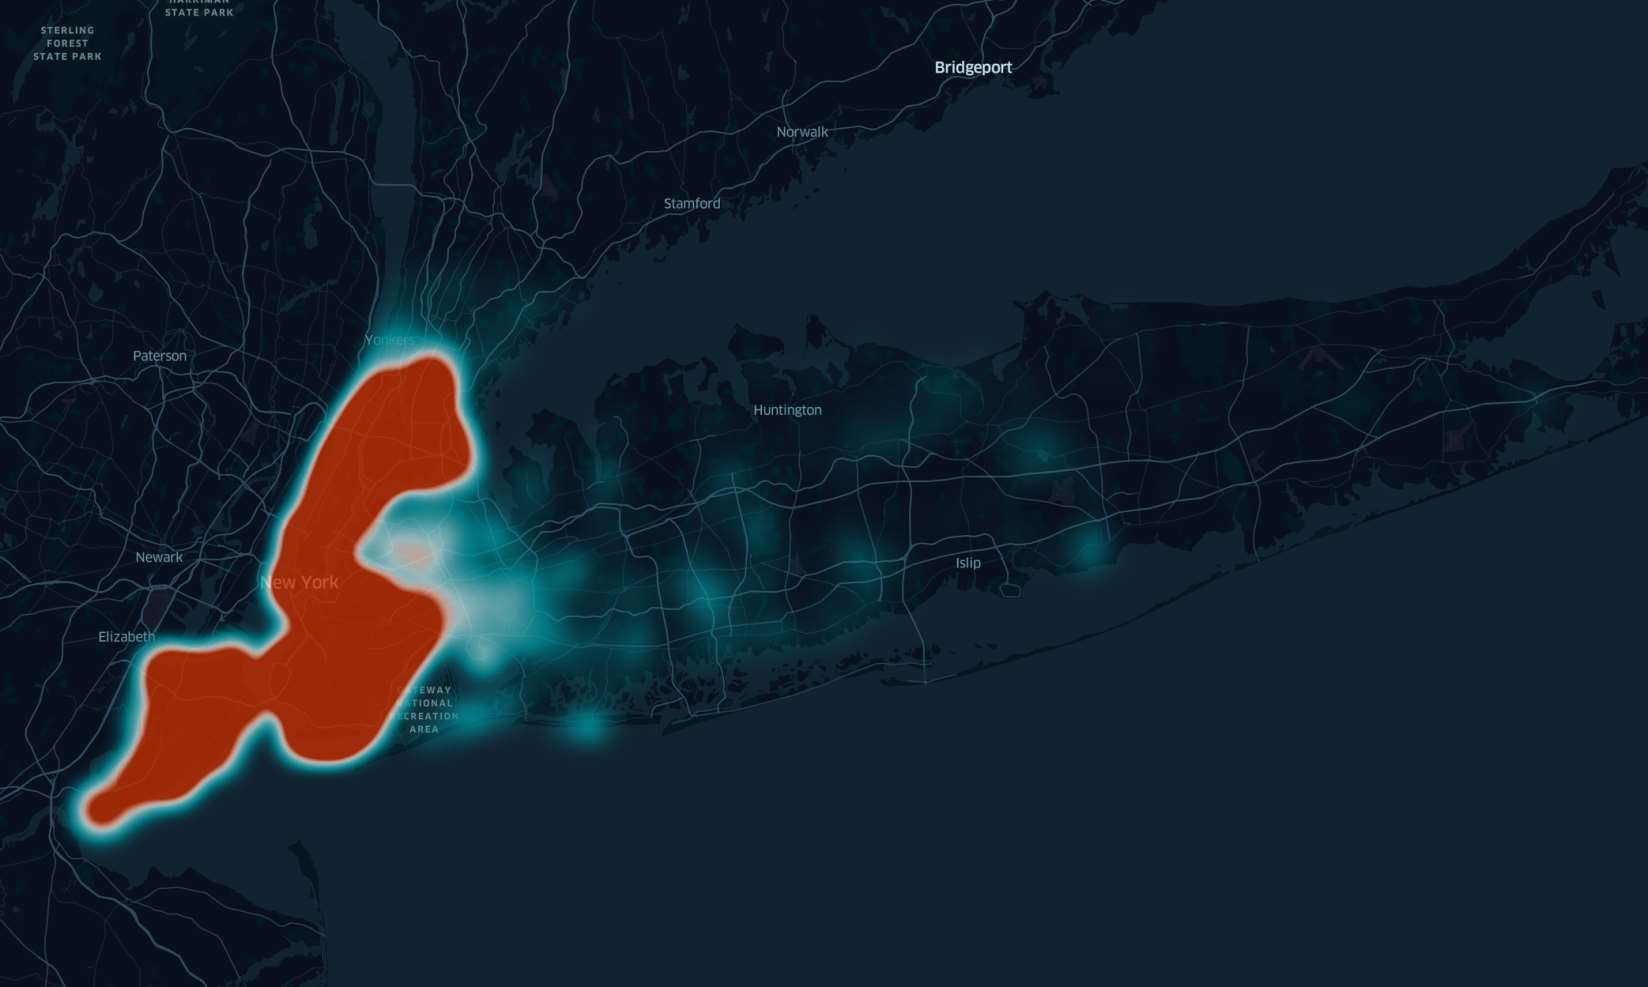 HARRIMAN
STATE PARK
STERLING
FOREST
STATE PARK
Bridgeport
Norwalk
Stamford
Yonkers
Paterson
Huntington
Newark
Islip
New York
Elizabeth
GATEWAY
NATIONAL
RECREATION
AREA